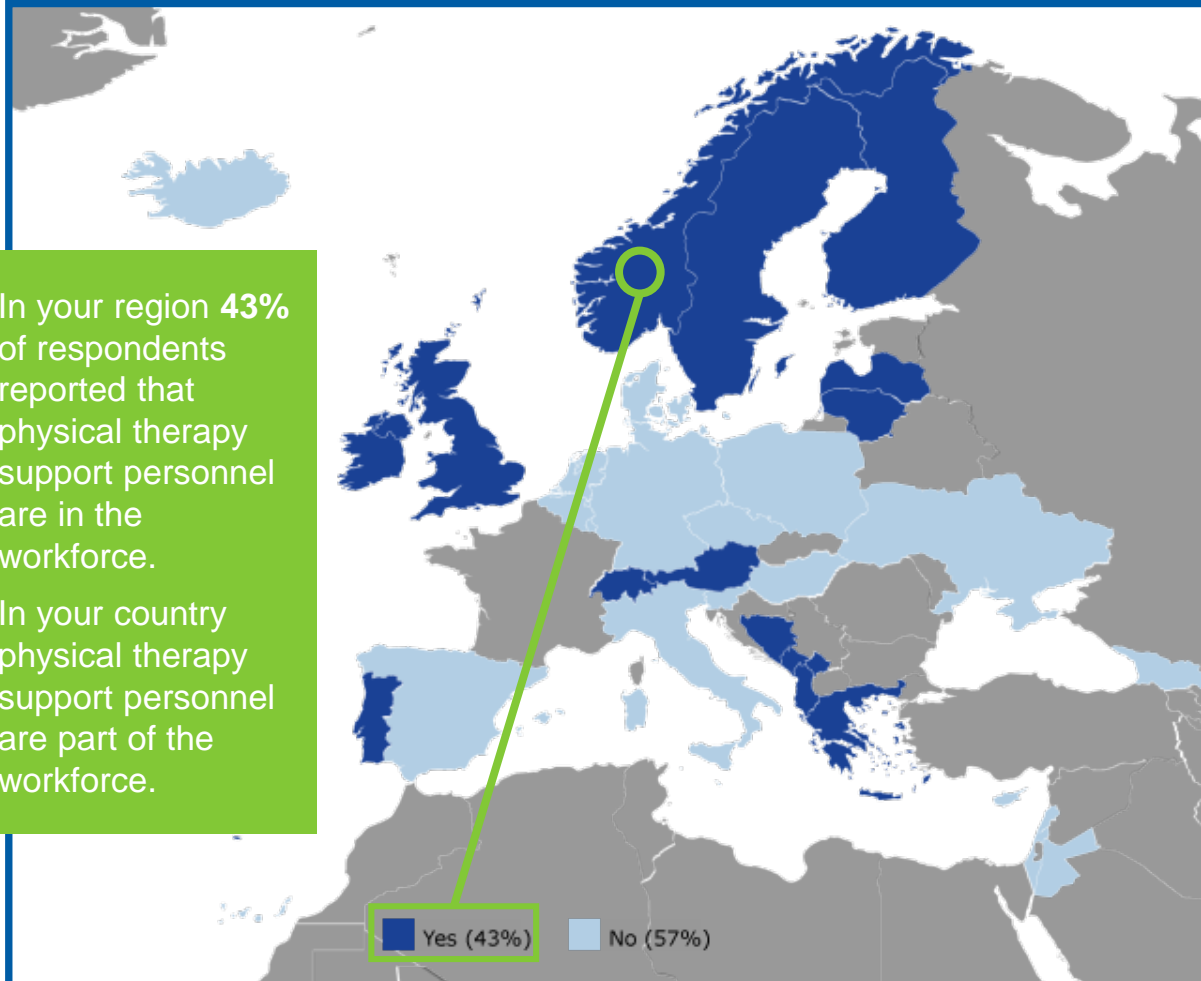 In your region 43%
of respondents
reported that
physical therapy
support personnel
are in the
workforce.
In your country
physical therapy
support personnel
are part of the
workforce.
Yes (43%)
No (57%)